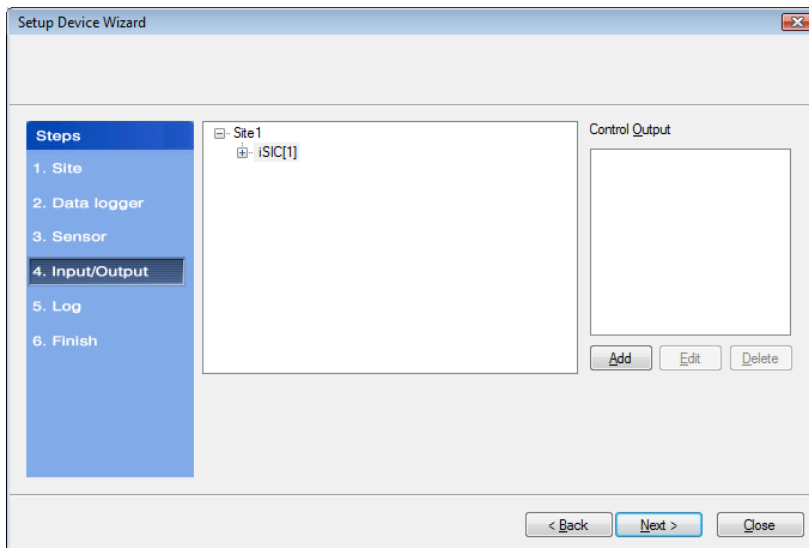 Setup Device Wizard
Steps
1. Site
2. Data logger
3. Sensor
4. Input/Output
5. Log
6. Finish
Site1
iSIC[1]
Control Output
Add
Edit
Delete
< Back
Next >
Close